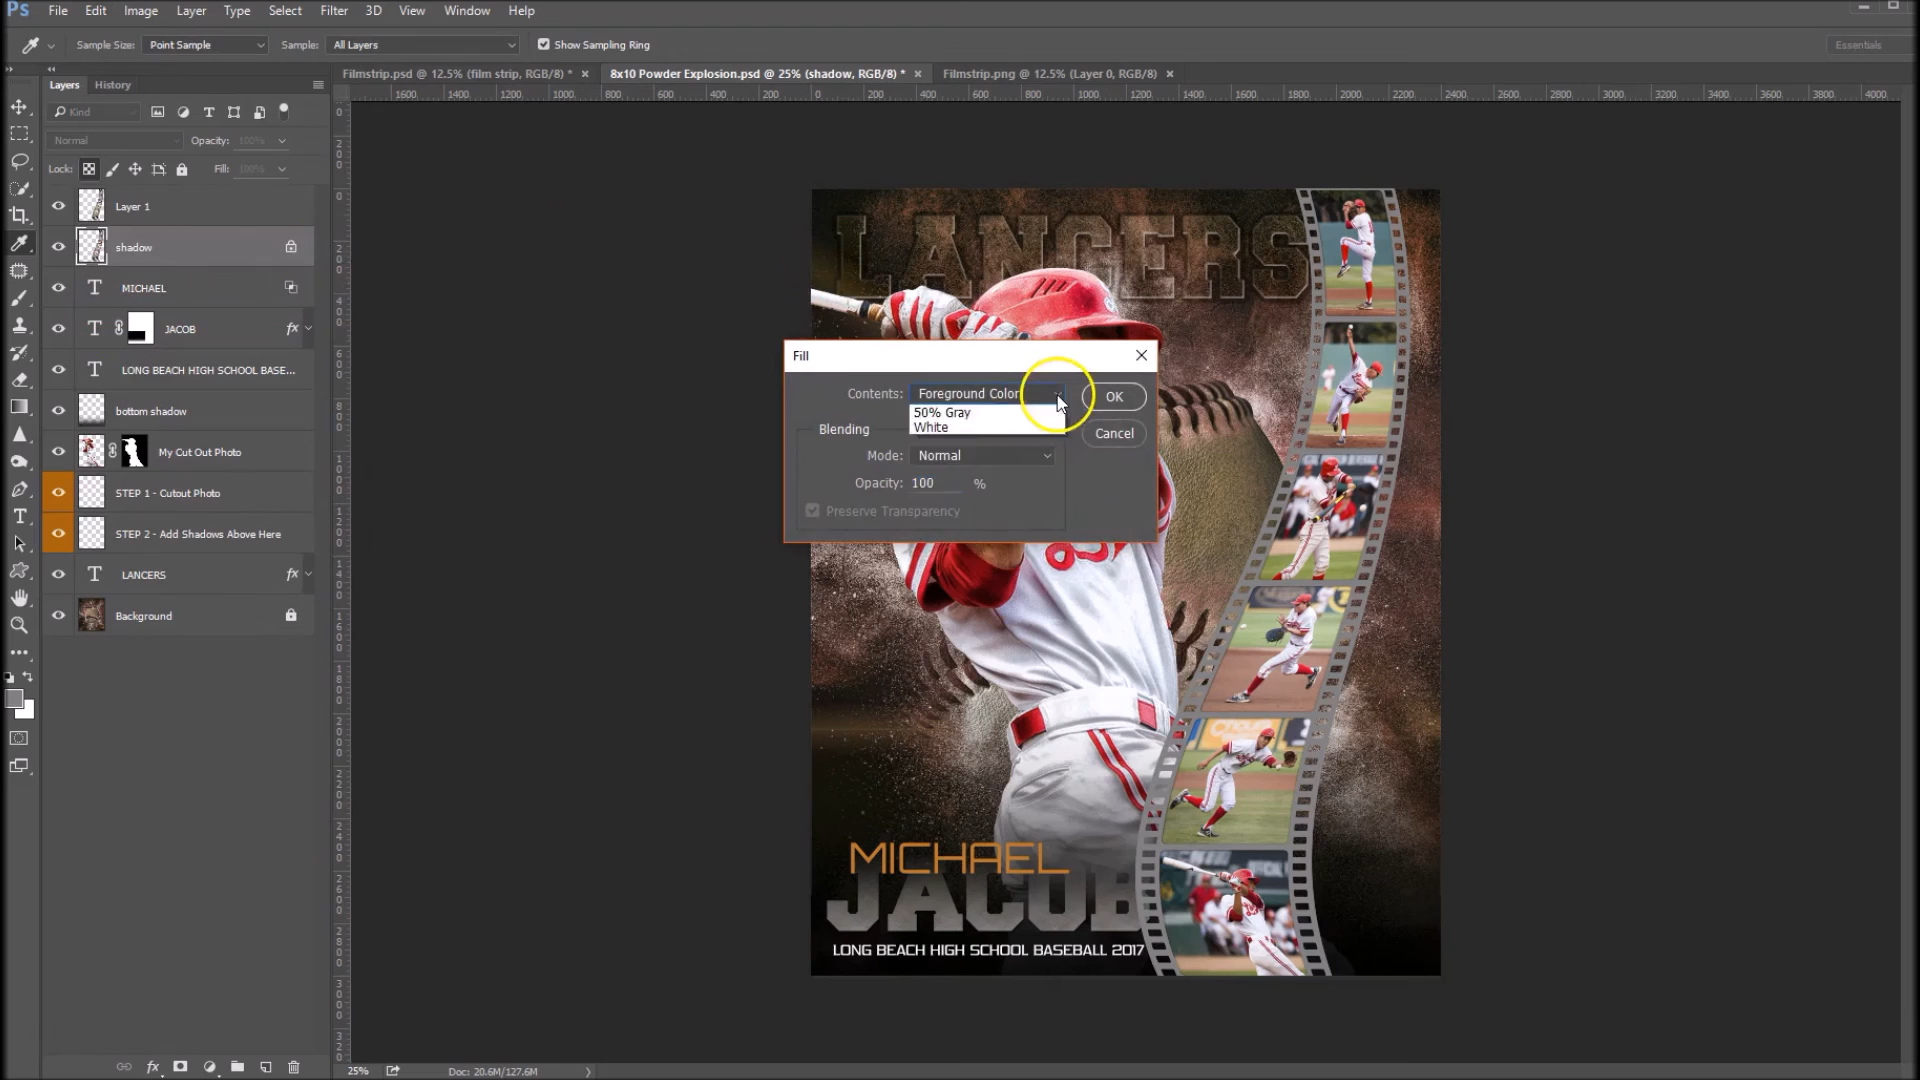 Ps File Edit Image Layer Type Select Filter 3D View Window Help
Sample Size: Point Sample Sample: All Layers Show Sampling Ring Essentials
Filmstrip.psd @ 12.5% (film strip, RGB/8) * × 8x10 Powder Explosion.psd @ 25% (shadow, RGB/8) * × Filmstrip.png @ 12.5% (Layer 0, RGB/8) ×
Layers History
1600 1400 1200 1000 800 600 400 200 0 200 400 600 800 1000 1200 1400 1600 1800 2000 2200 2400 2600 2800 3000 3200 3400 3600 3800 4000
Kind
Normal Opacity: 100%
Lock: Fill: 100%
Layer 1
shadow
T MICHAEL
T JACOB fx
T LONG BEACH HIGH SCHOOL BASE...
bottom shadow
My Cut Out Photo
STEP 1 - Cutout Photo
STEP 2 - Add Shadows Above Here
T LANCERS fx
Background
LANCERS
Fill
Contents: Foreground Color OK
50% Gray
White
Blending Cancel
Mode: Normal
Opacity: 100 %
Preserve Transparency
MICHAEL
JACOB
LONG BEACH HIGH SCHOOL BASEBALL 2017
fx
25% Doc: 20.6M/127.6M